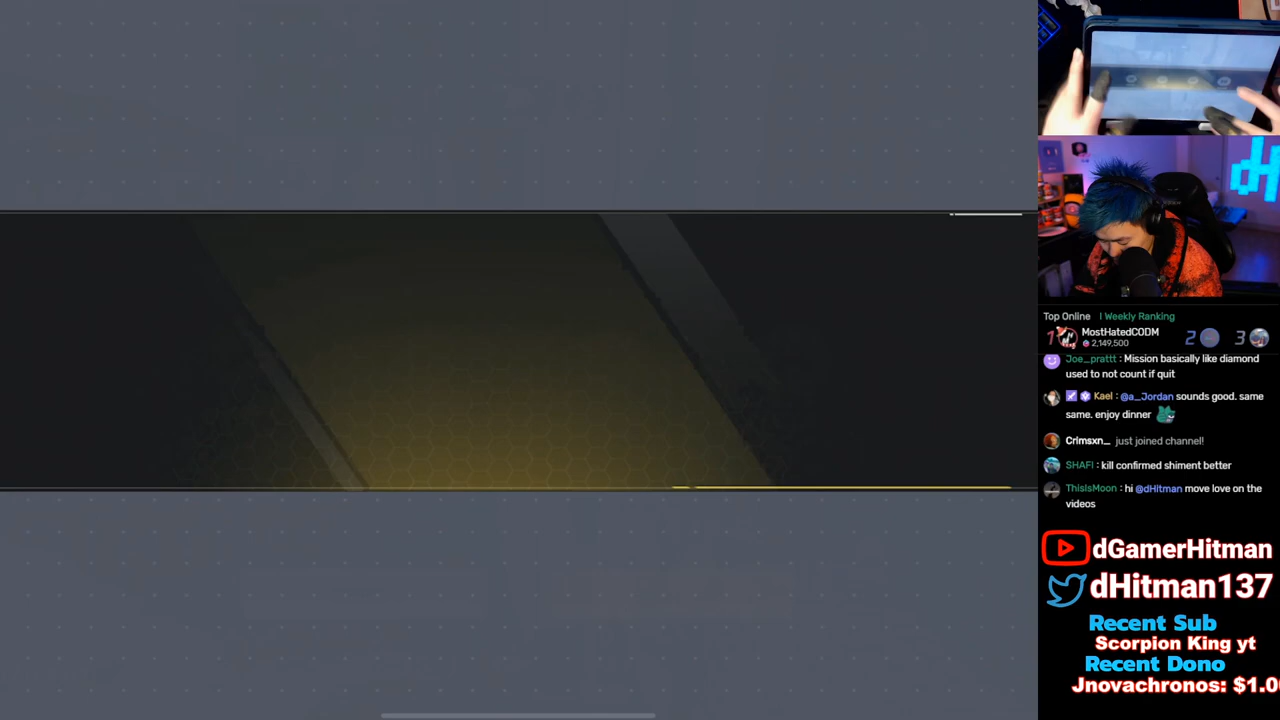 Top Online | Weekly Ranking
1 MostHatedCODM 2 3
2,149,500
Joe_prattt : Mission basically like diamond
used to not count if quit
Kael : @a_Jordan sounds good. same
same. enjoy dinner
Crimsxn_ just joined channel!
SHAFI : kill confirmed shiment better
ThisIsMoon : hi @dHitman move love on the
videos
dGamerHitman
dHitman137
Recent Sub
Scorpion King yt
Recent Dono
Jnovachronos: $1.0